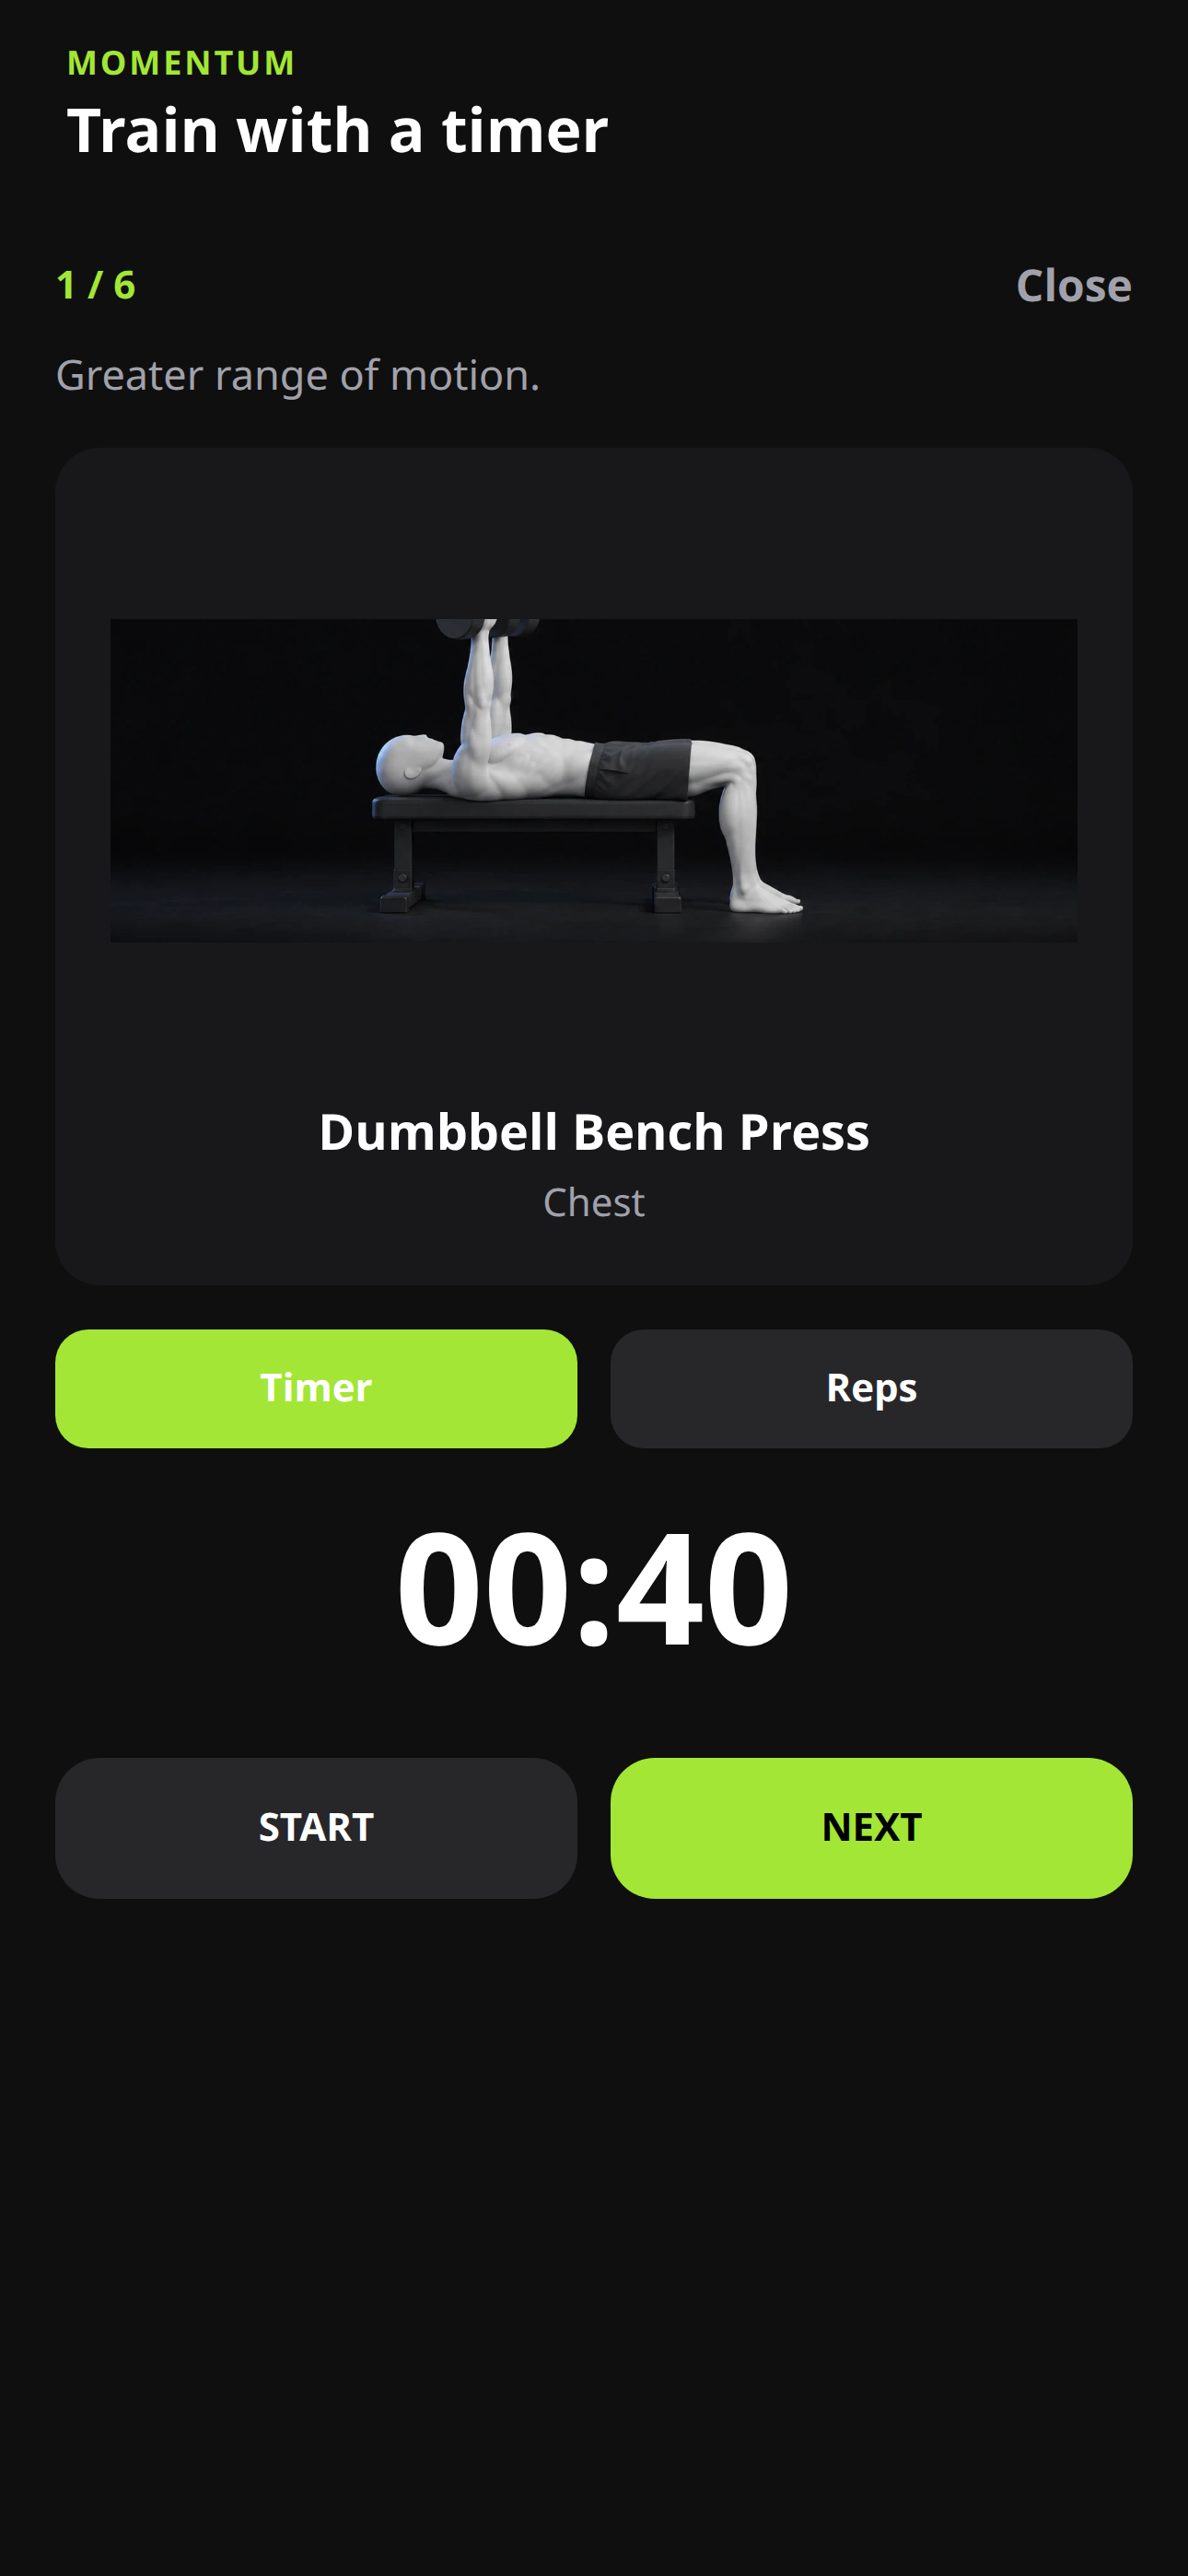 MOMENTUM
Train with a timer
1 / 6
Close
Greater range of motion.
Dumbbell Bench Press
Chest
Timer
Reps
00:40
START
NEXT